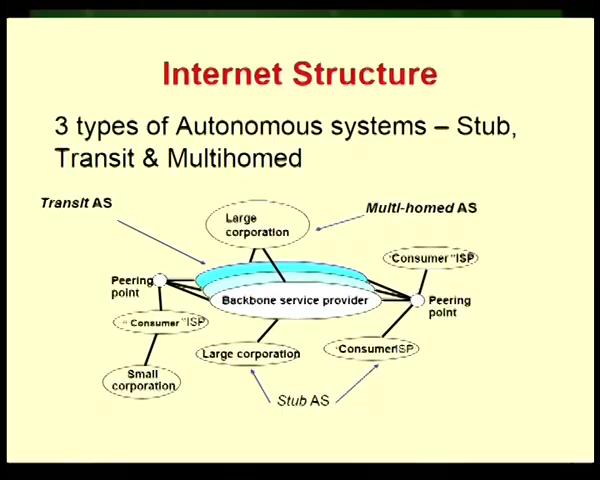 Internet Structure
3 types of Autonomous systems – Stub,
Transit & Multihomed
Transit AS
Large
corporation
Multi-homed AS
"Consumer "ISP
Peering
point
Backbone service provider
Peering
point
"Consumer "ISP
Large corporation
"ConsumerISP
Small
corporation
Stub AS